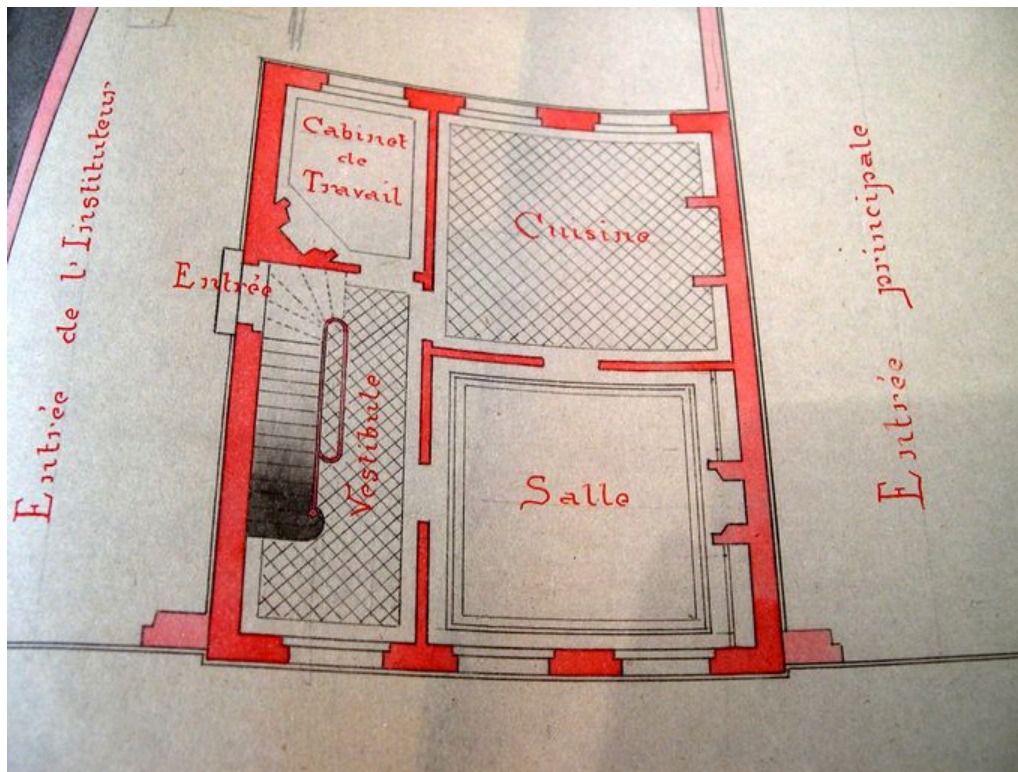 Entrée de l'Instituteur
Cabinet
de
Travail
Cuisine
Entrée
Vestibule
Salle
Entrée principale